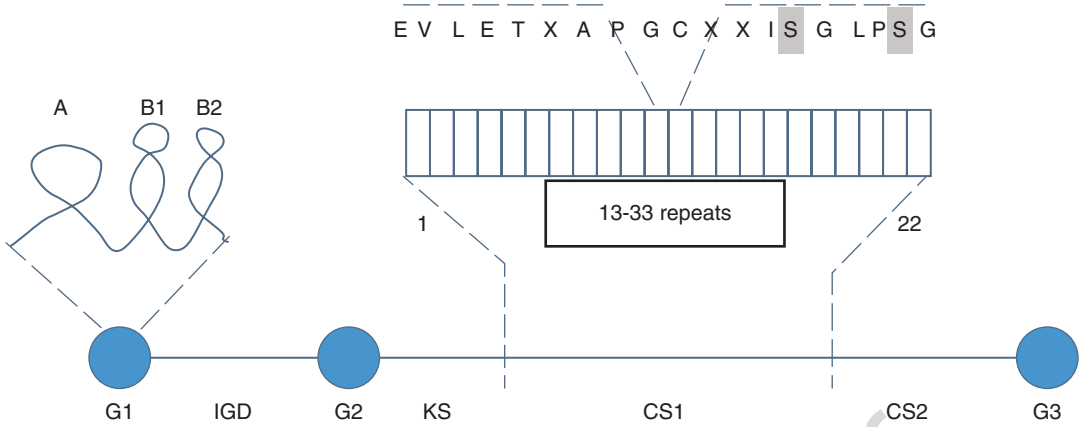 E V L E T X A P G C X X I S G L P S G
A B1 B2
13-33 repeats
1 22
G1 IGD G2 KS CS1 CS2 G3